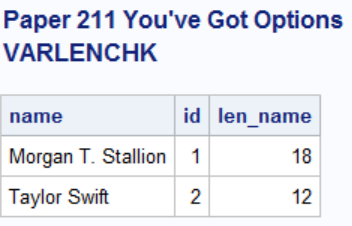 Paper 211 You've Got Options
VARLENCHK
name id len_name
Morgan T. Stallion 1 18
Taylor Swift 2 12